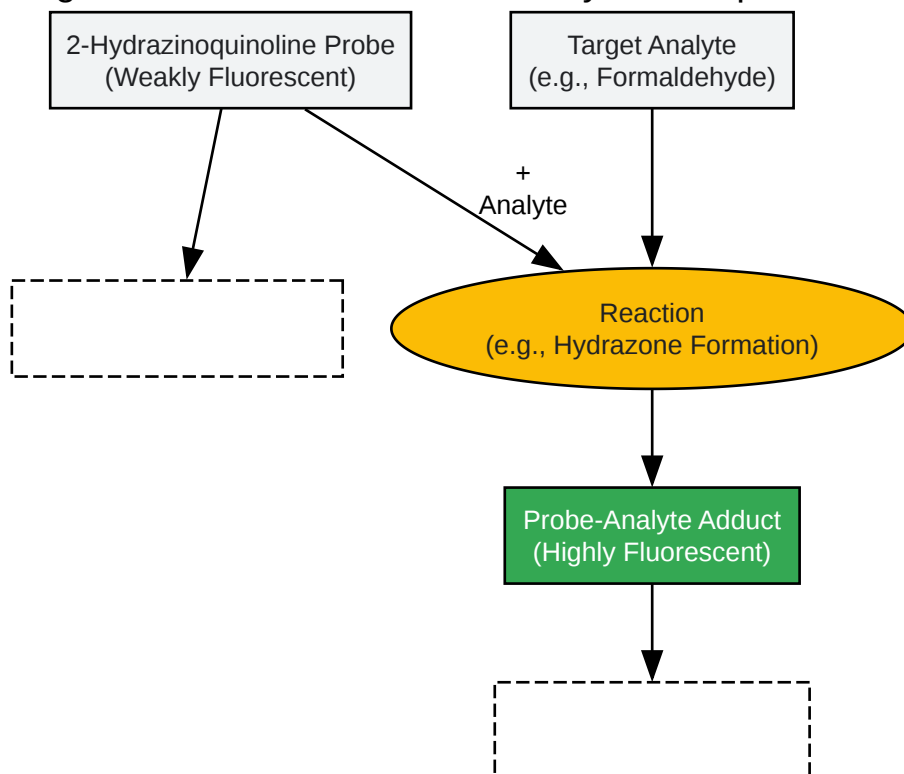 2-Hydrazinoquinoline Probe
(Weakly Fluorescent)
Target Analyte
(e.g., Formaldehyde)
+
Analyte
Reaction
(e.g., Hydrazone Formation)
Probe-Analyte Adduct
(Highly Fluorescent)